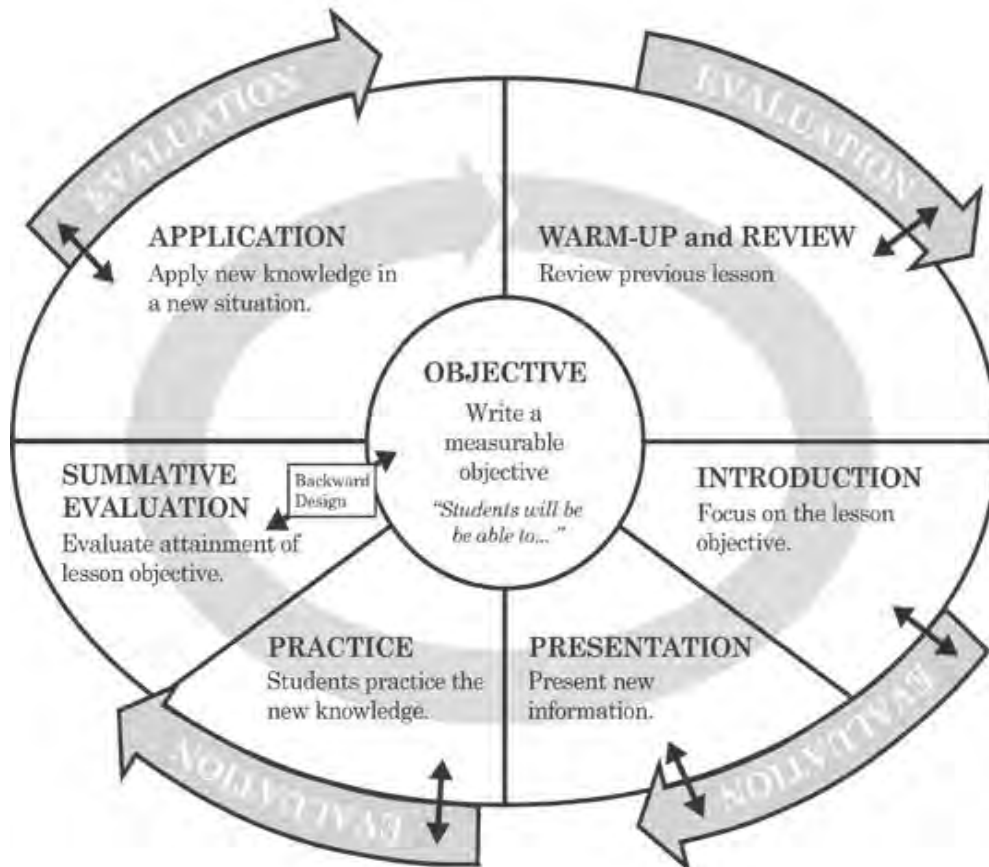 EVALUATION
EVALUATION
APPLICATION
Apply new knowledge in
a new situation.
WARM-UP and REVIEW
Review previous lesson
OBJECTIVE
Write a
measurable
objective
"Students will be
be able to..."
SUMMATIVE
EVALUATION
Evaluate attainment of
lesson objective.
Backward
Design
INTRODUCTION
Focus on the lesson
objective.
PRACTICE
Students practice the
new knowledge.
PRESENTATION
Present new
information.
EVALUATION
EVALUATION